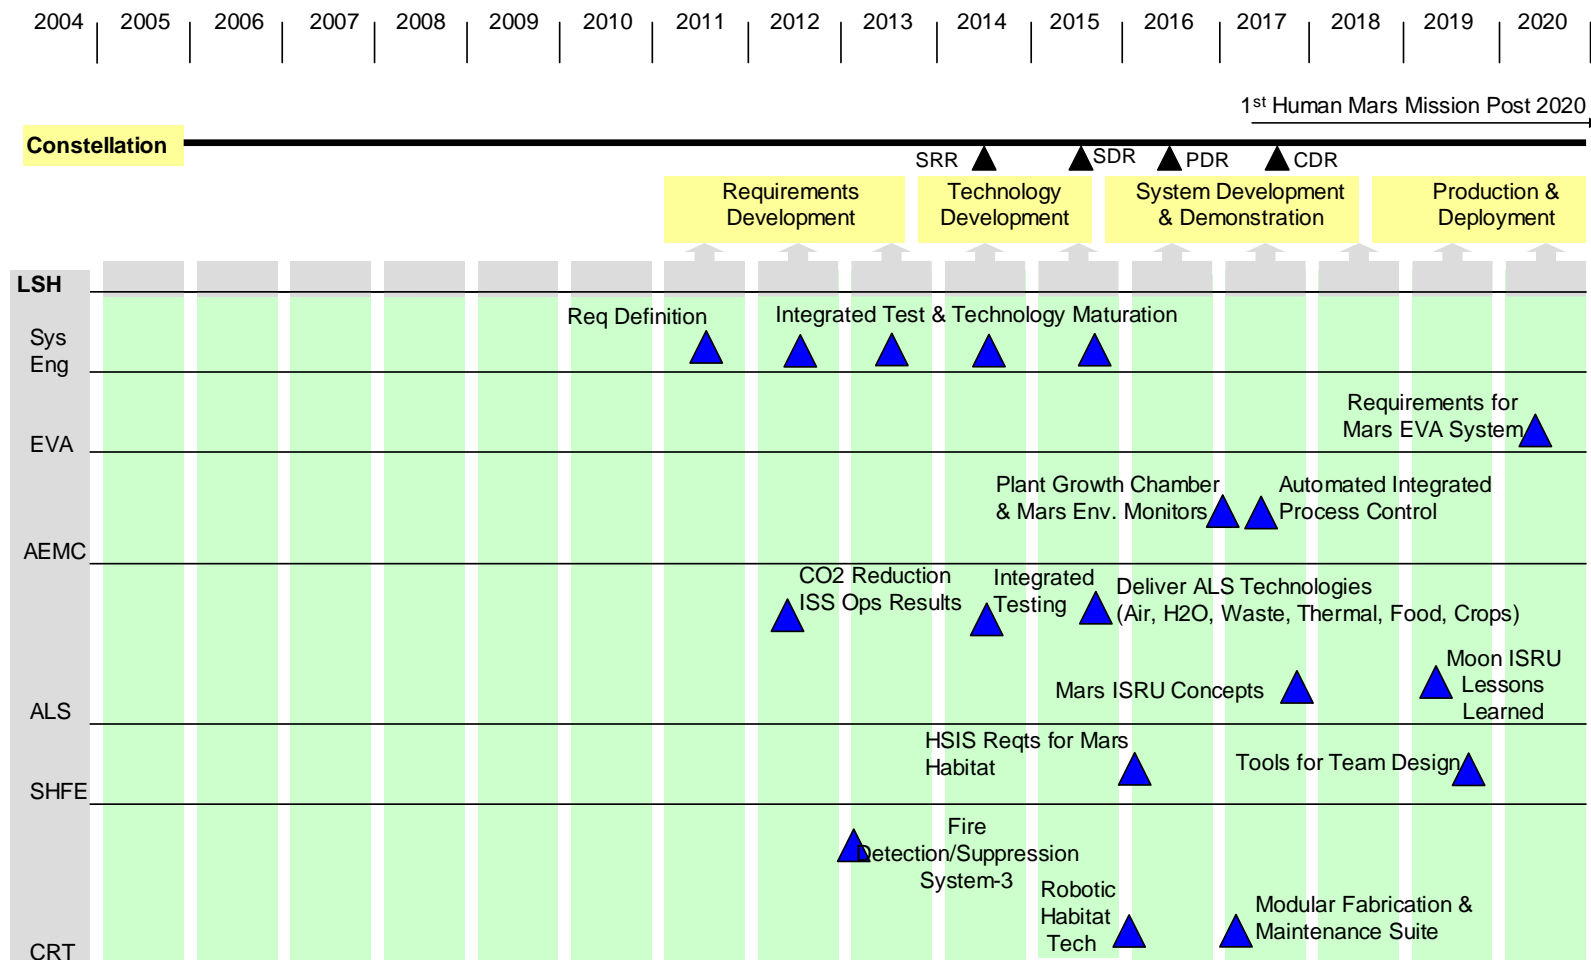 2004 2005 2006 2007 2008 2009 2010 2011 2012 2013 2014 2015 2016 2017 2018 2019 2020
1st Human Mars Mission Post 2020
Constellation
SRR SDR PDR CDR
Requirements
Development
Technology
Development
System Development
& Demonstration
Production &
Deployment
LSH
Sys
Eng
Req Definition
Integrated Test & Technology Maturation
EVA
Requirements for
Mars EVA System
AEMC
Plant Growth Chamber
& Mars Env. Monitors
Automated Integrated
Process Control
ALS
CO2 Reduction
ISS Ops Results
Integrated
Testing
Deliver ALS Technologies
(Air, H2O, Waste, Thermal, Food, Crops)
Mars ISRU Concepts
Moon ISRU
Lessons
Learned
SHFE
HSIS Reqts for Mars
Habitat
Tools for Team Design
CRT
Fire
Detection/Suppression
System-3
Robotic
Habitat
Tech
Modular Fabrication &
Maintenance Suite